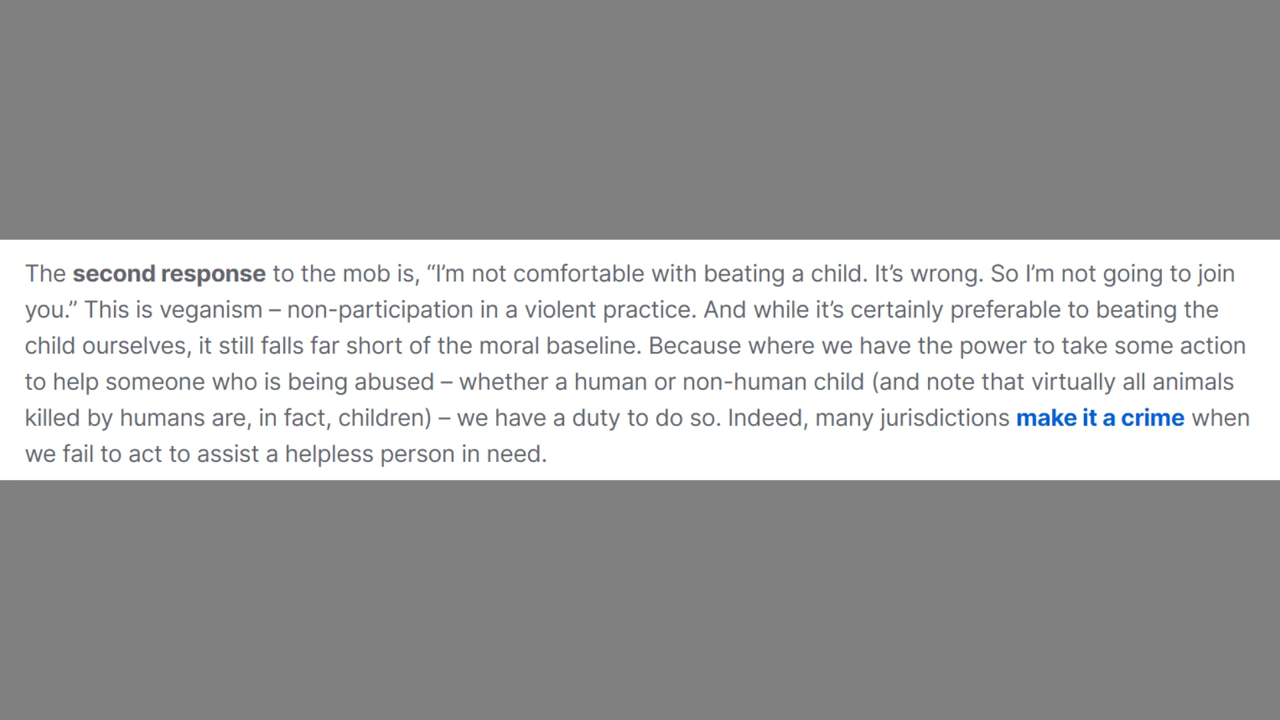 The second response to the mob is, “I’m not comfortable with beating a child. It’s wrong. So I’m not going to join
you.” This is veganism – non-participation in a violent practice. And while it’s certainly preferable to beating the
child ourselves, it still falls far short of the moral baseline. Because where we have the power to take some action
to help someone who is being abused – whether a human or non-human child (and note that virtually all animals
killed by humans are, in fact, children) – we have a duty to do so. Indeed, many jurisdictions make it a crime when
we fail to act to assist a helpless person in need.